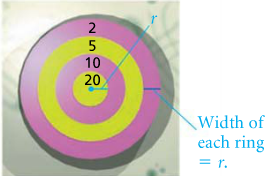 r
2
5
10
20
Width of
each ring
= r.